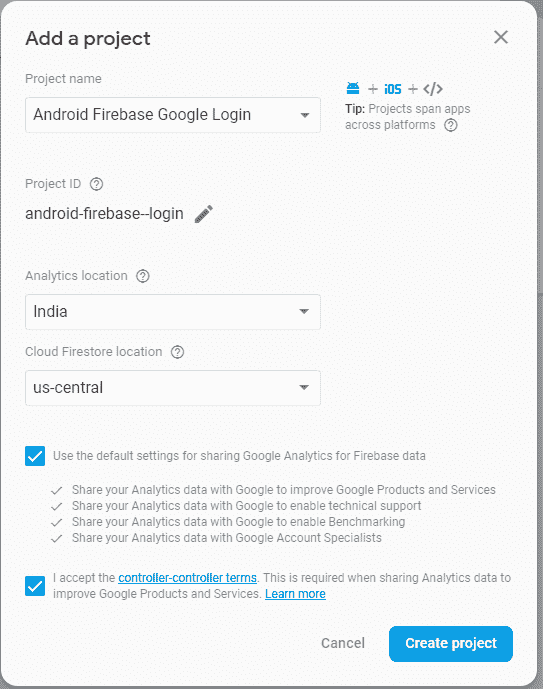 Add a project
Project name
Android Firebase Google Login
+ iOS + </>
Tip: Projects span apps
across platforms
Project ID
android-firebase--login
Analytics location
India
Cloud Firestore location
us-central
Use the default settings for sharing Google Analytics for Firebase data
Share your Analytics data with Google to improve Google Products and Services
Share your Analytics data with Google to enable technical support
Share your Analytics data with Google to enable Benchmarking
Share your Analytics data with Google Account Specialists
I accept the controller-controller terms. This is required when sharing Analytics data to
improve Google Products and Services. Learn more
Cancel
Create project